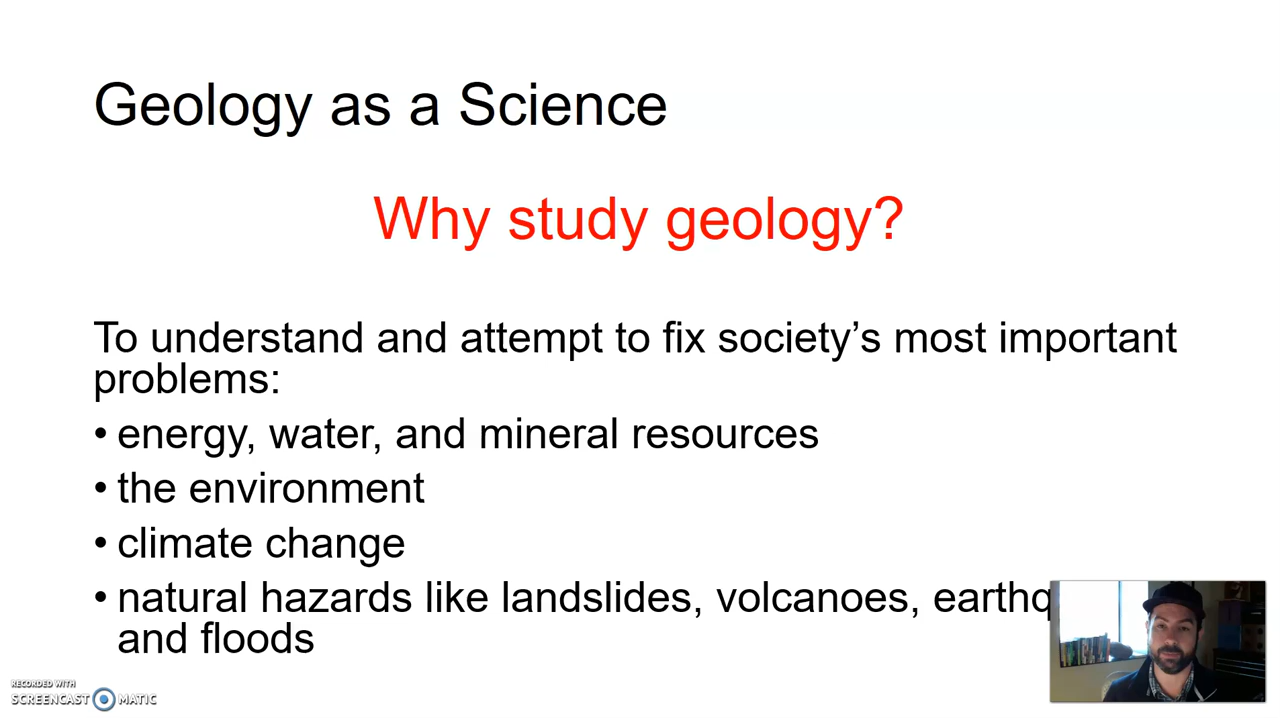 Geology as a Science
Why study geology?
To understand and attempt to fix society’s most important
problems:
• energy, water, and mineral resources
• the environment
• climate change
• natural hazards like landslides, volcanoes,
and floods
RECORDED WITH
SCREENCAST MATIC